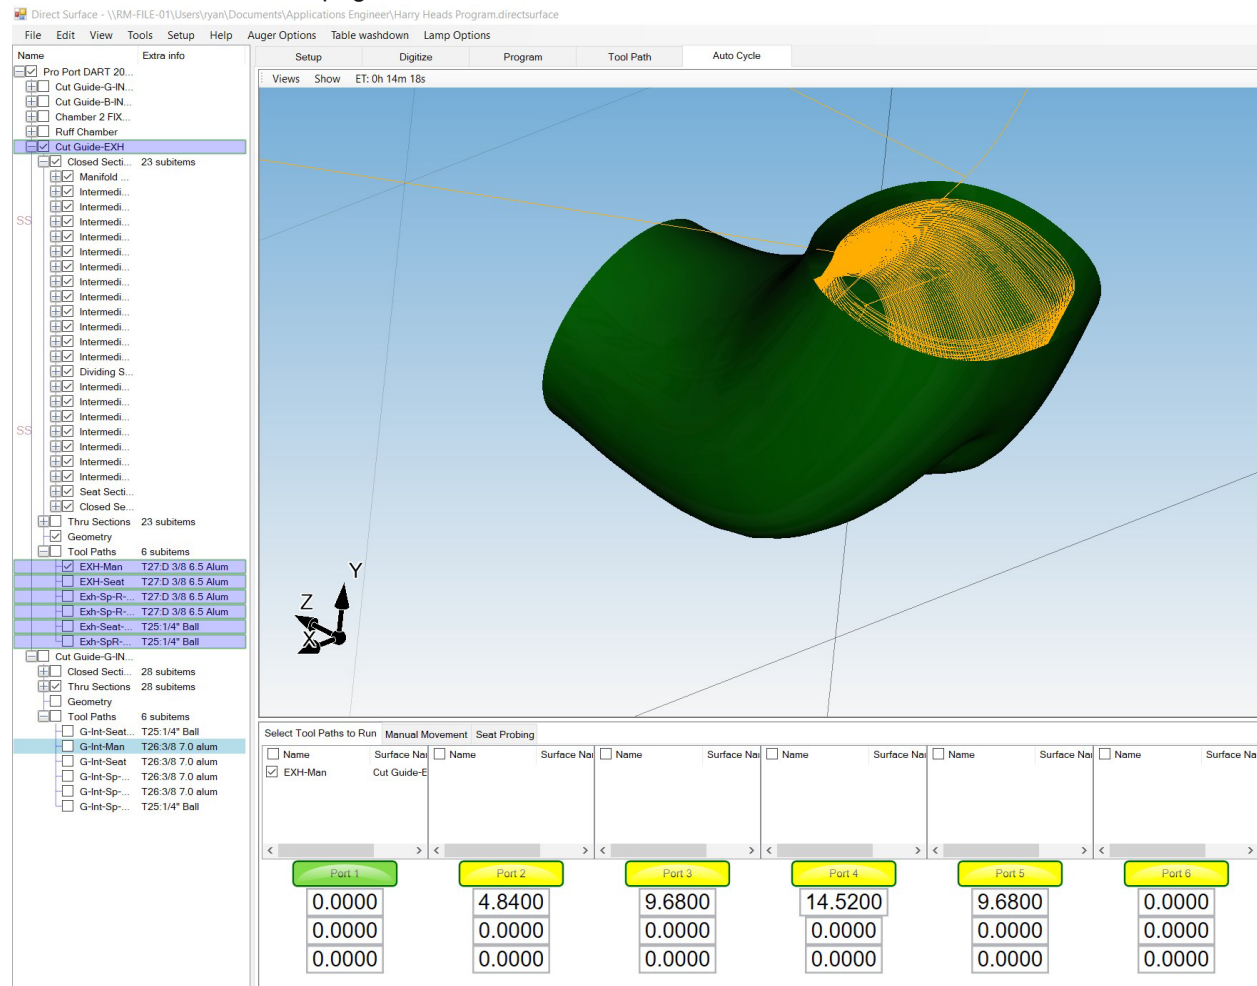 Direct Surface - \\RM-FILE-01\Users\ryan\Documents\Applications Engineer\Harry Heads Program.directsurface
File Edit View Tools Setup Help Auger Options Table washdown Lamp Options
Name Extra info
Setup Digitize Program Tool Path Auto Cycle
Views Show ET: 0h 14m 18s
Pro Port DART 20...
Cut Guide-G-IN...
Cut Guide-B-IN...
Chamber 2 FIX...
Ruff Chamber
Cut Guide-EXH
Closed Secti... 23 subitems
Manifold ...
Intermedi...
Intermedi...
SS
Intermedi...
Intermedi...
Intermedi...
Intermedi...
Intermedi...
Intermedi...
Intermedi...
Intermedi...
Intermedi...
Intermedi...
Dividing S...
Intermedi...
Intermedi...
Intermedi...
SS
Intermedi...
Intermedi...
Intermedi...
Intermedi...
Seat Secti...
Closed Se...
Thru Sections 23 subitems
Geometry
Tool Paths 6 subitems
EXH-Man T27:D 3/8 6.5 Alum
EXH-Seat T27:D 3/8 6.5 Alum
Exh-Sp-R-... T27:D 3/8 6.5 Alum
Exh-Sp-R-... T27:D 3/8 6.5 Alum
Exh-Seat-... T25:1/4" Ball
Exh-SpR-... T25:1/4" Ball
Cut Guide-G-IN...
Closed Secti... 28 subitems
Thru Sections 28 subitems
Geometry
Tool Paths 6 subitems
G-Int-Seat... T25:1/4" Ball
G-Int-Man T26:3/8 7.0 alum
G-Int-Seat T26:3/8 7.0 alum
G-Int-Sp-... T26:3/8 7.0 alum
G-Int-Sp-... T26:3/8 7.0 alum
G-Int-Sp-... T25:1/4" Ball
Y
Z
X
Select Tool Paths to Run Manual Movement Seat Probing
Name Surface Nai Name Surface Nai Name Surface Nai Name Surface Nai Name Surface Nai Name Surface Na
EXH-Man Cut Guide-E
Port 1 Port 2 Port 3 Port 4 Port 5 Port 6
0.0000 4.8400 9.6800 14.5200 9.6800 0.0000
0.0000 0.0000 0.0000 0.0000 0.0000 0.0000
0.0000 0.0000 0.0000 0.0000 0.0000 0.0000